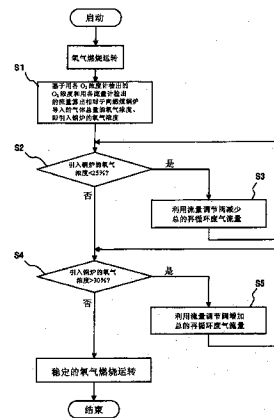 启动
氧气燃烧运转
S1
基于用各O₂浓度计检出的
O₂浓度和用各流量计检出
的流量算出相对于向燃煤锅炉
导入的气体总量的氧气浓度、
即引入锅炉的氧气浓度
S2
引入锅炉的氧气
浓度<25%?
是
否
S3
利用流量调节阀减少
总的再循环废气流量
S4
引入锅炉的氧气
浓度>30%?
是
否
S5
利用流量调节阀增加
总的再循环废气流量
稳定的氧气燃烧运转
结束